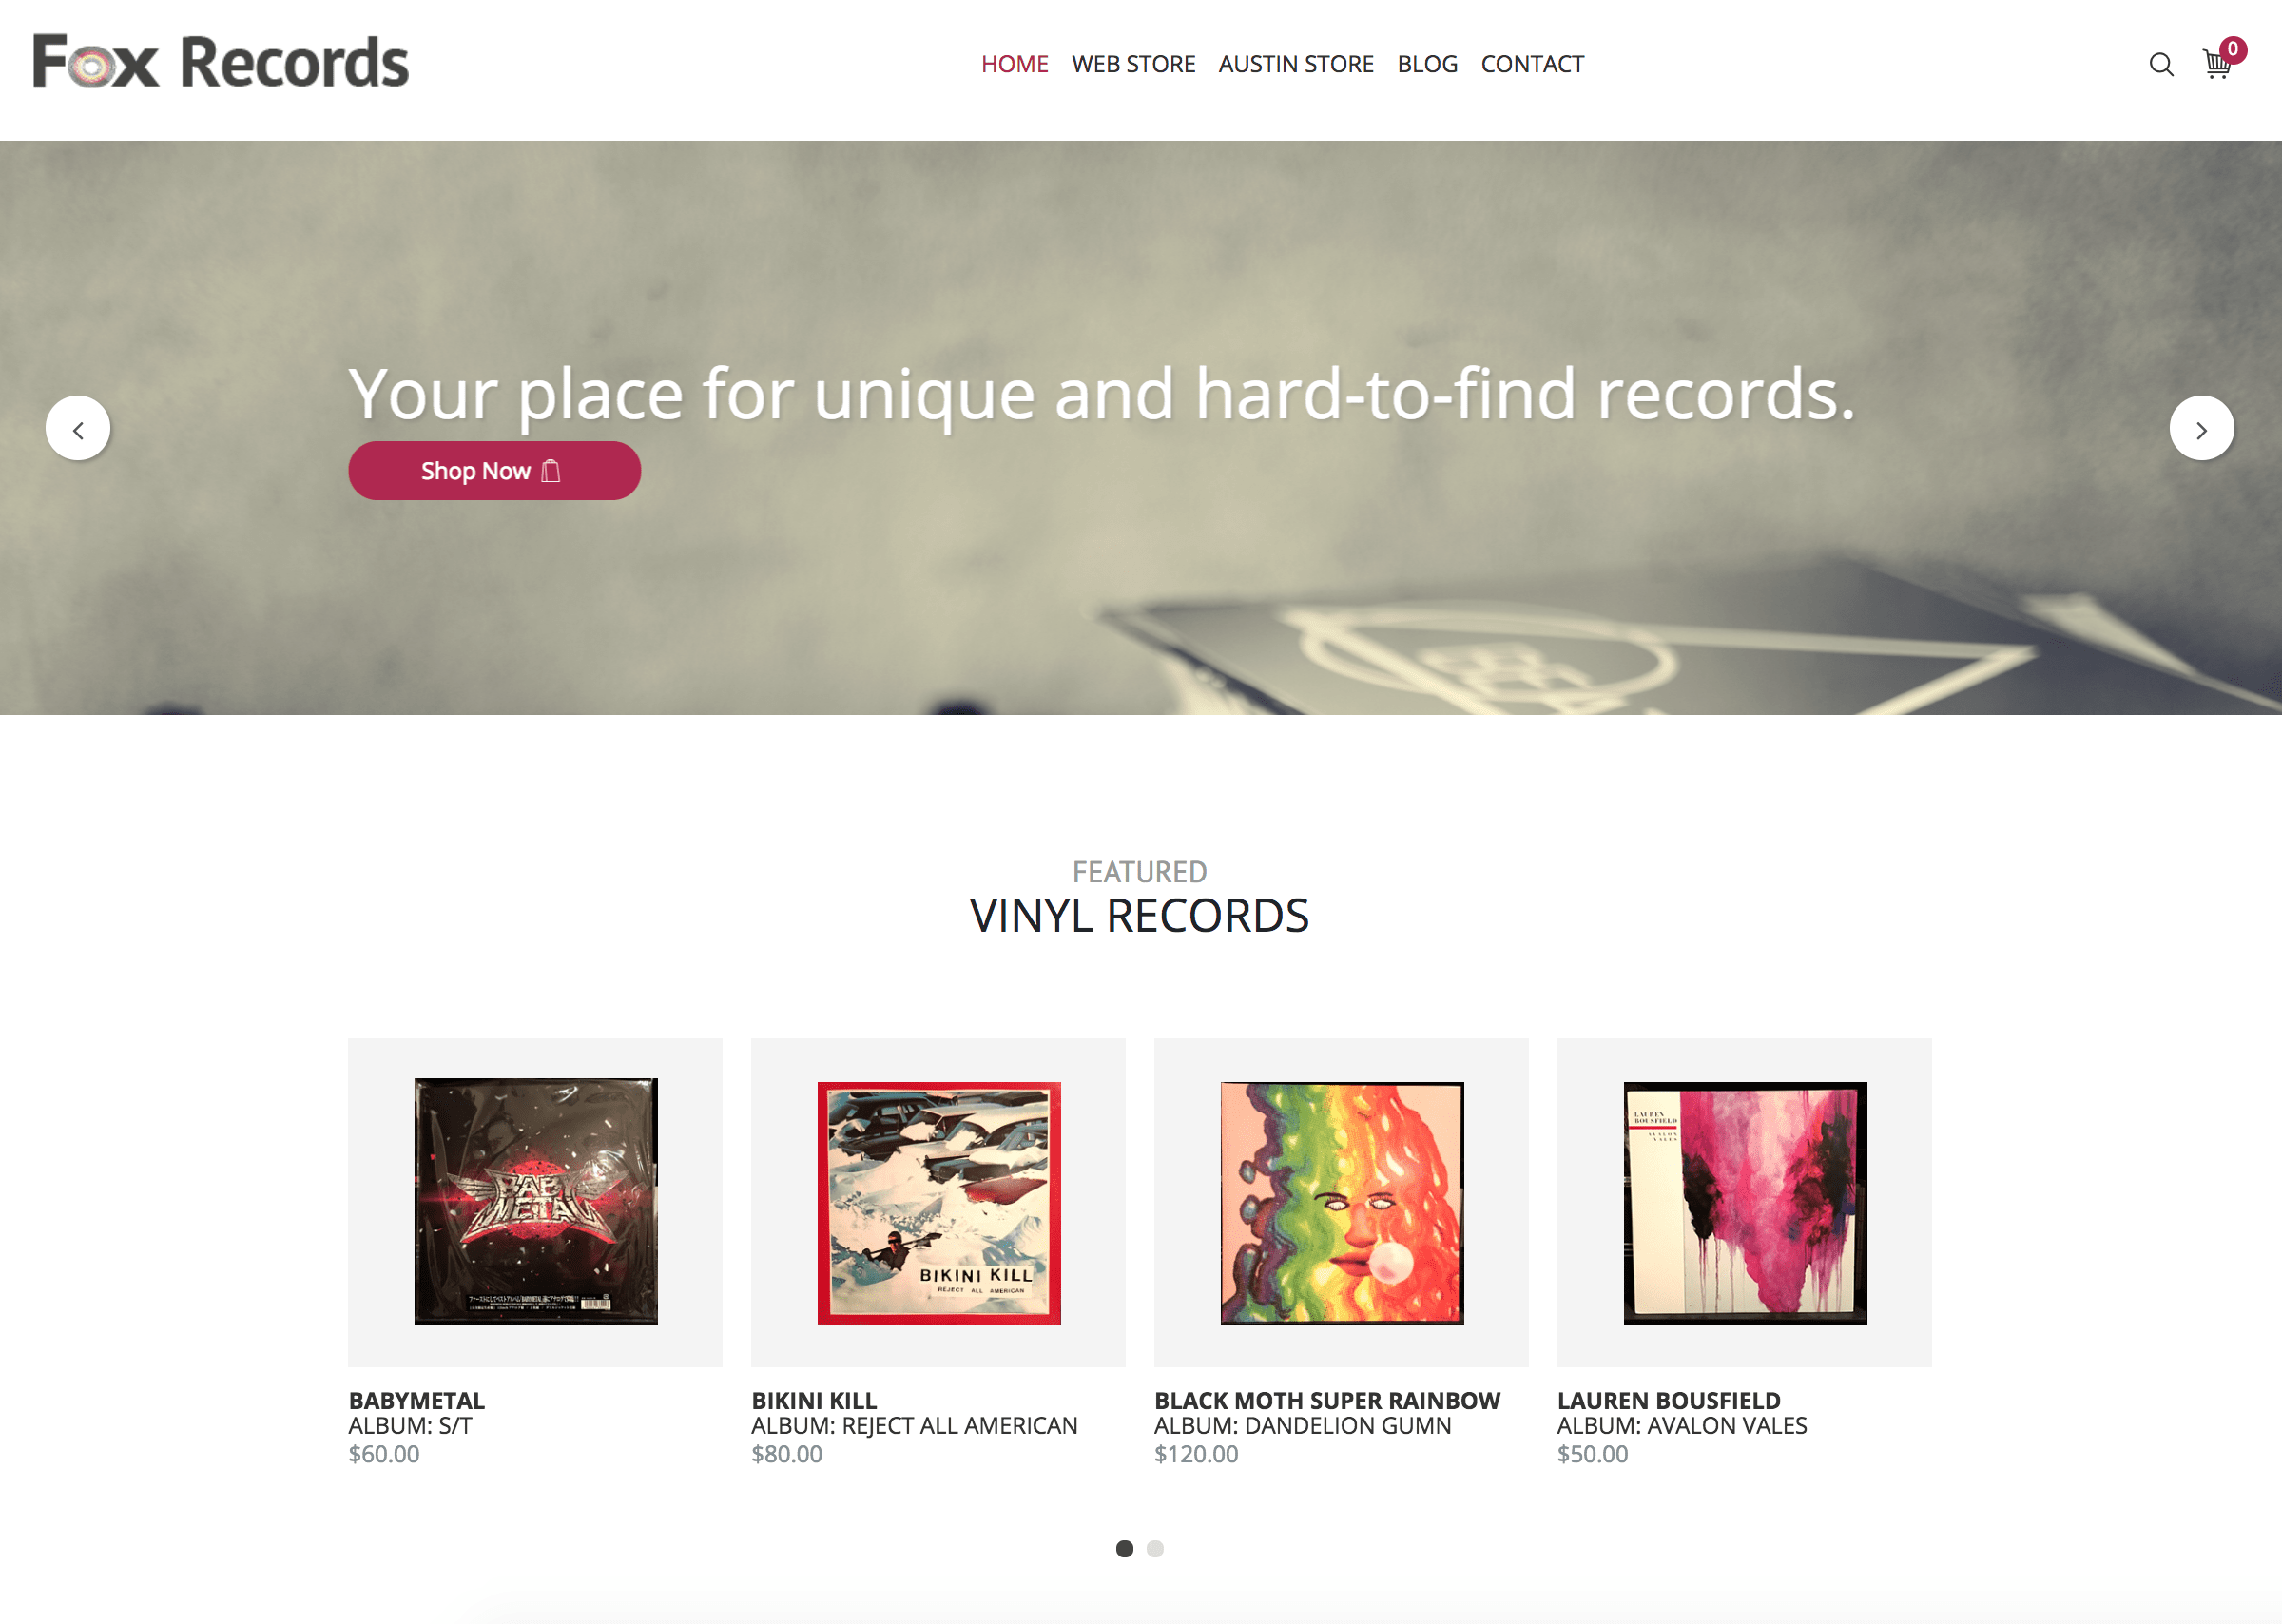 Fox Records
HOME WEB STORE AUSTIN STORE BLOG CONTACT
0
Your place for unique and hard-to-find records.
Shop Now
FEATURED
VINYL RECORDS
BABY
METAL
BIKINI KILL
REJECT ALL AMERICAN
LAUREN
BOUSFIELD
AVALON
VALES
BABYMETAL
ALBUM: S/T
$60.00
BIKINI KILL
ALBUM: REJECT ALL AMERICAN
$80.00
BLACK MOTH SUPER RAINBOW
ALBUM: DANDELION GUMN
$120.00
LAUREN BOUSFIELD
ALBUM: AVALON VALES
$50.00